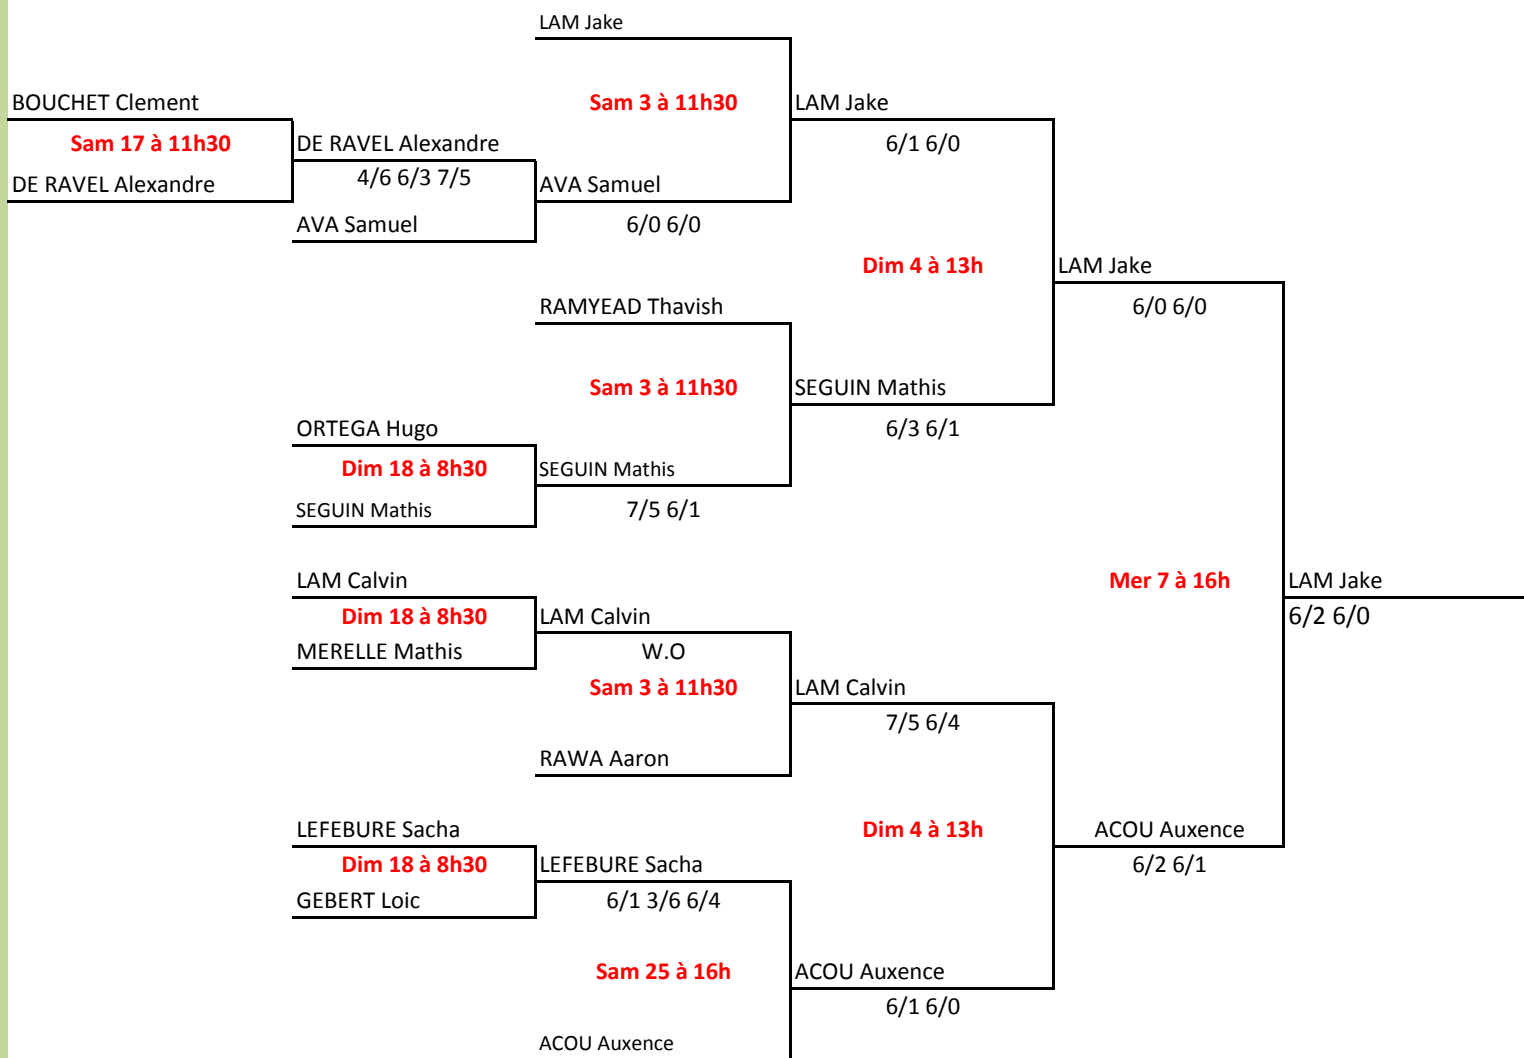 LAM Jake
BOUCHET Clement
Sam 3 à 11h30
LAM Jake
Sam 17 à 11h30
DE RAVEL Alexandre
6/1 6/0
DE RAVEL Alexandre
4/6 6/3 7/5
AVA Samuel
AVA Samuel
6/0 6/0
Dim 4 à 13h
LAM Jake
RAMYEAD Thavish
6/0 6/0
Sam 3 à 11h30
SEGUIN Mathis
ORTEGA Hugo
6/3 6/1
Dim 18 à 8h30
SEGUIN Mathis
SEGUIN Mathis
7/5 6/1
LAM Calvin
Mer 7 à 16h
LAM Jake
Dim 18 à 8h30
LAM Calvin
6/2 6/0
MERELLE Mathis
W.O
Sam 3 à 11h30
LAM Calvin
7/5 6/4
RAWA Aaron
LEFEBURE Sacha
Dim 4 à 13h
ACOU Auxence
Dim 18 à 8h30
LEFEBURE Sacha
6/2 6/1
GEBERT Loic
6/1 3/6 6/4
Sam 25 à 16h
ACOU Auxence
6/1 6/0
ACOU Auxence